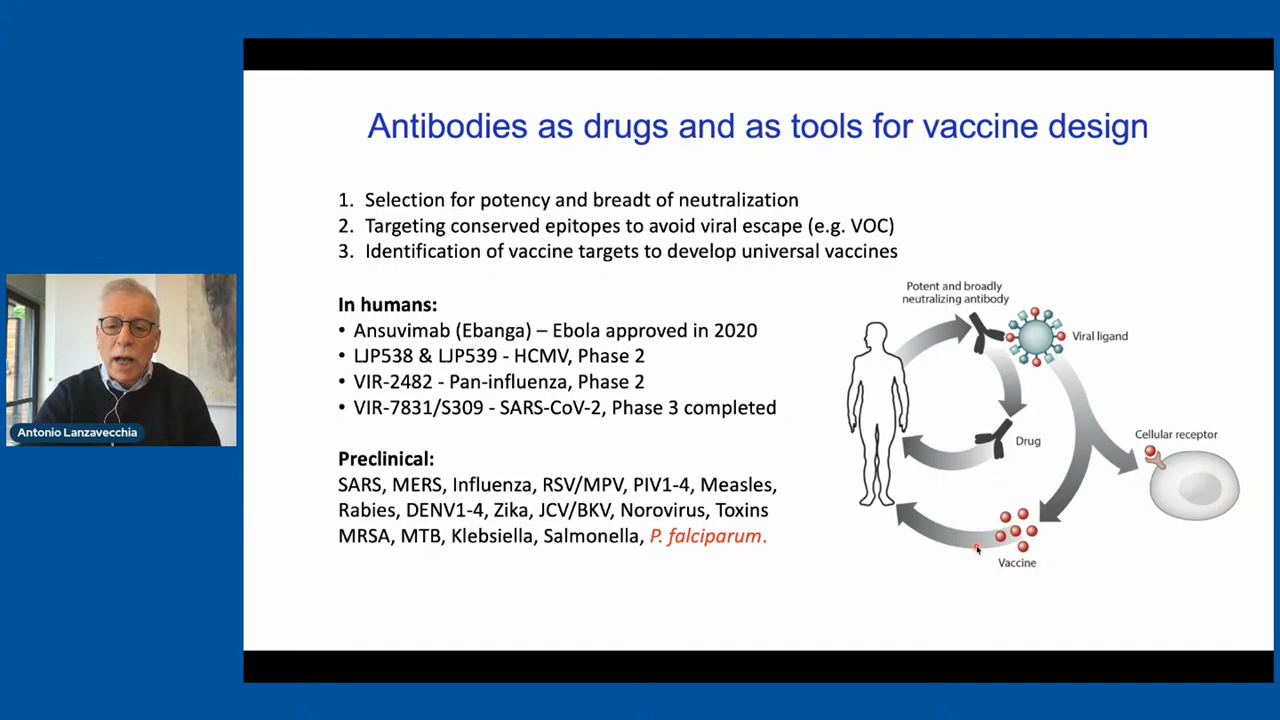 Antibodies as drugs and as tools for vaccine design
1. Selection for potency and breadt of neutralization
2. Targeting conserved epitopes to avoid viral escape (e.g. VOC)
3. Identification of vaccine targets to develop universal vaccines
In humans:
• Ansuvimab (Ebanga) – Ebola approved in 2020
• LJP538 & LJP539 - HCMV, Phase 2
• VIR-2482 - Pan-influenza, Phase 2
• VIR-7831/S309 - SARS-CoV-2, Phase 3 completed
Preclinical:
SARS, MERS, Influenza, RSV/MPV, PIV1-4, Measles,
Rabies, DENV1-4, Zika, JCV/BKV, Norovirus, Toxins
MRSA, MTB, Klebsiella, Salmonella, P. falciparum.
Potent and broadly
neutralizing antibody
Viral ligand
Drug
Cellular receptor
Vaccine
Antonio Lanzavecchia